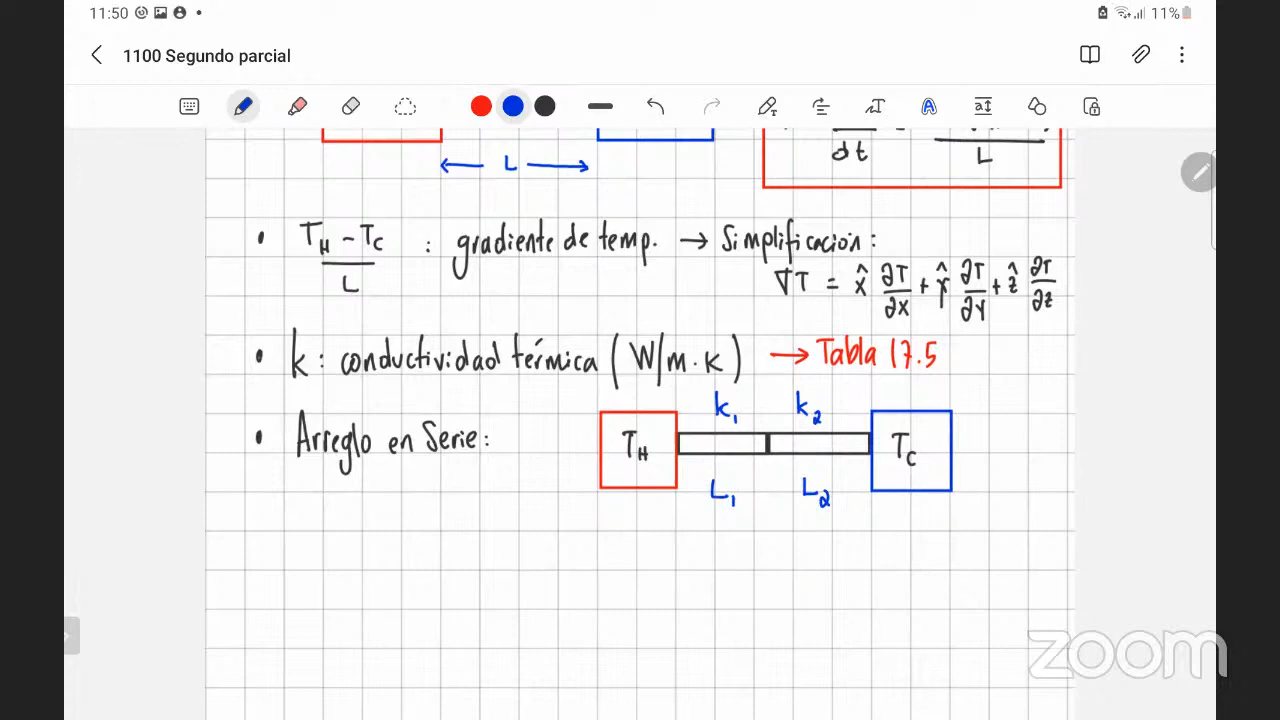 11:50
11%
1100 Segundo parcial
L
dt
L
• T_H - T_C / L : gradiente de temp. → Simplificación:
∇T = x̂ ∂T/∂x + ŷ ∂T/∂y + ẑ ∂T/∂z
• k: conductividad térmica (W/m·K) → Tabla 17.5
k₁ k₂
• Arreglo en Serie: T_H T_C
L₁ L₂
zoom